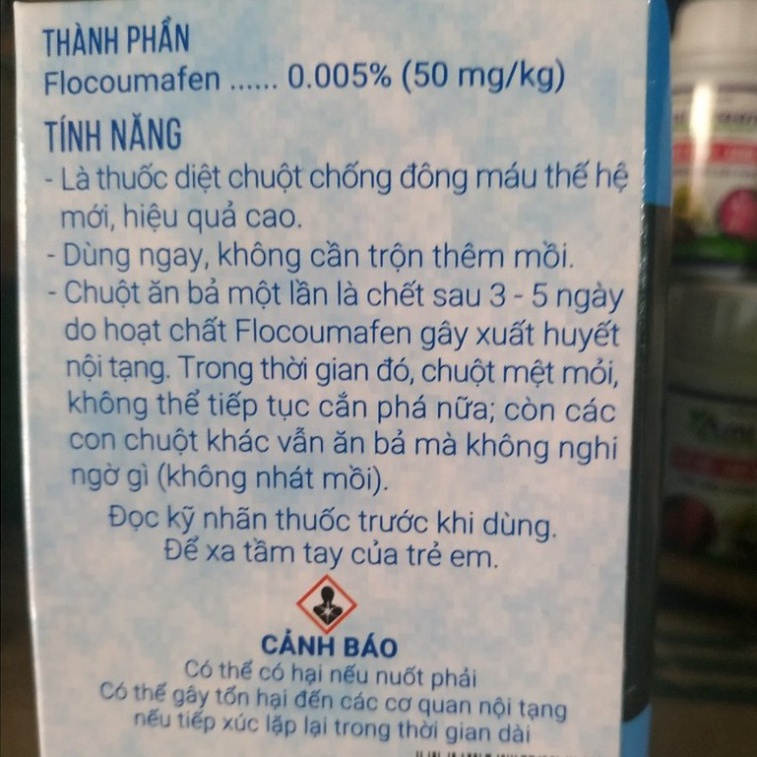 THÀNH PHẦN
Flocoumafen ...... 0.005% (50 mg/kg)
TÍNH NĂNG
- Là thuốc diệt chuột chống đông máu thế hệ
mới, hiệu quả cao.
- Dùng ngay, không cần trộn thêm mồi.
- Chuột ăn bả một lần là chết sau 3 - 5 ngày
do hoạt chất Flocoumafen gây xuất huyết
nội tạng. Trong thời gian đó, chuột mệt mỏi,
không thể tiếp tục cắn phá nữa; còn các
con chuột khác vẫn ăn bả mà không nghi
ngờ gì (không nhát mồi).
Đọc kỹ nhãn thuốc trước khi dùng.
Để xa tầm tay của trẻ em.
CẢNH BÁO
Có thể có hại nếu nuốt phải
Có thể gây tổn hại đến các cơ quan nội tạng
nếu tiếp xúc lặp lại trong thời gian dài